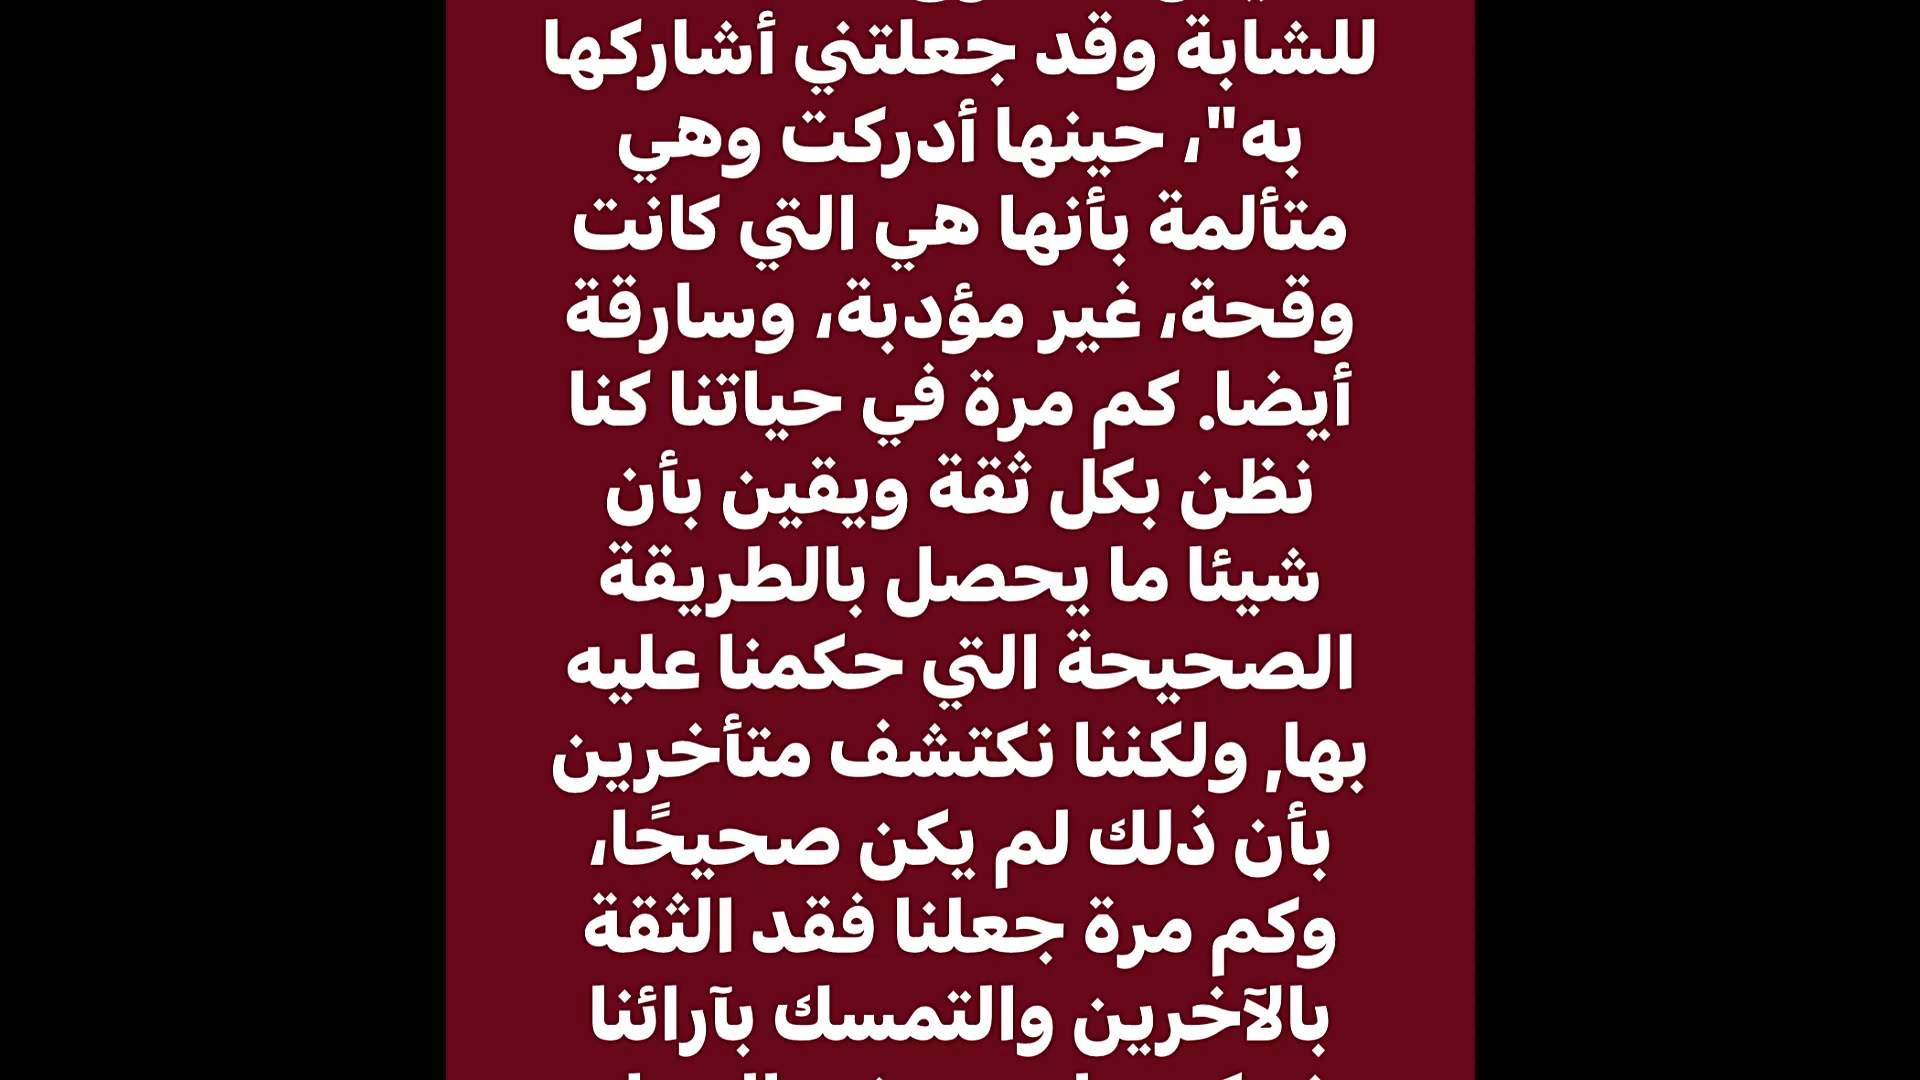 للشابة وقد جعلتني أشاركها
به"، حينها أدركت وهي
متألمة بأنها هي التي كانت
وقحة، غير مؤدبة، وسارقة
أيضا. كم مرة في حياتنا كنا
نظن بكل ثقة ويقين بأن
شيئا ما يحصل بالطريقة
الصحيحة التي حكمنا عليه
بها, ولكننا نكتشف متأخرين
بأن ذلك لم يكن صحيحًا،
وكم مرة جعلنا فقد الثقة
بالآخرين والتمسك بآرائنا